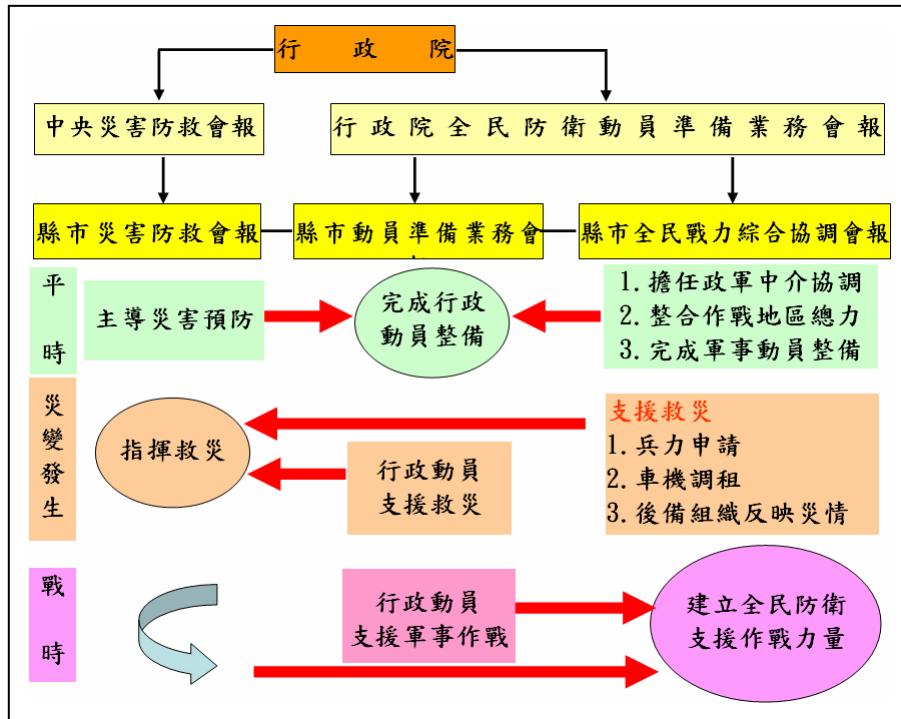 行政院
中央災害防救會報
行政院全民防衛動員準備業務會報
縣市災害防救會報
縣市動員準備業務會
縣市全民戰力綜合協調會報
平時
主導災害預防
完成行政
動員整備
1.擔任政軍中介協調
2.整合作戰地區總力
3.完成軍事動員整備
災變發生
指揮救災
行政動員
支援救災
支援救災
1.兵力申請
2.車機調租
3.後備組織反映災情
戰時
行政動員
支援軍事作戰
建立全民防衛
支援作戰力量